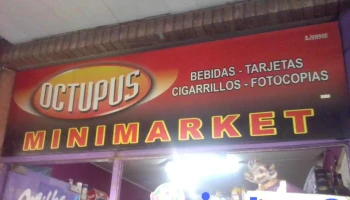 OCTUPUS
BEBIDAS - TARJETAS
CIGARRILLOS - FOTOCOPIAS
MINIMARKET